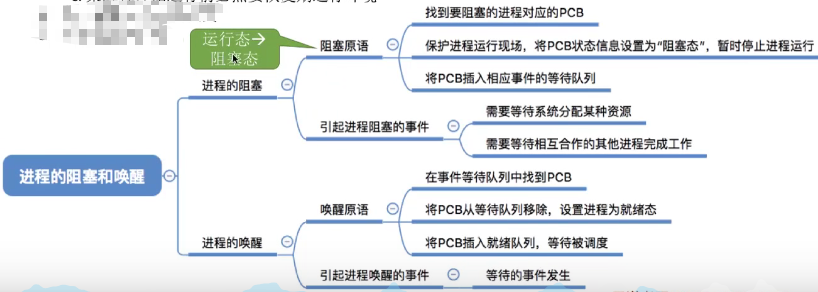 找到要阻塞的进程对应的PCB
运行态→
阻塞态
阻塞原语
保护进程运行现场，将PCB状态信息设置为“阻塞态”，暂时停止进程运行
进程的阻塞
将PCB插入相应事件的等待队列
需要等待系统分配某种资源
引起进程阻塞的事件
需要等待相互合作的其他进程完成工作
进程的阻塞和唤醒
在事件等待队列中找到PCB
唤醒原语
将PCB从等待队列移除，设置进程为就绪态
进程的唤醒
将PCB插入就绪队列，等待被调度
引起进程唤醒的事件
等待的事件发生